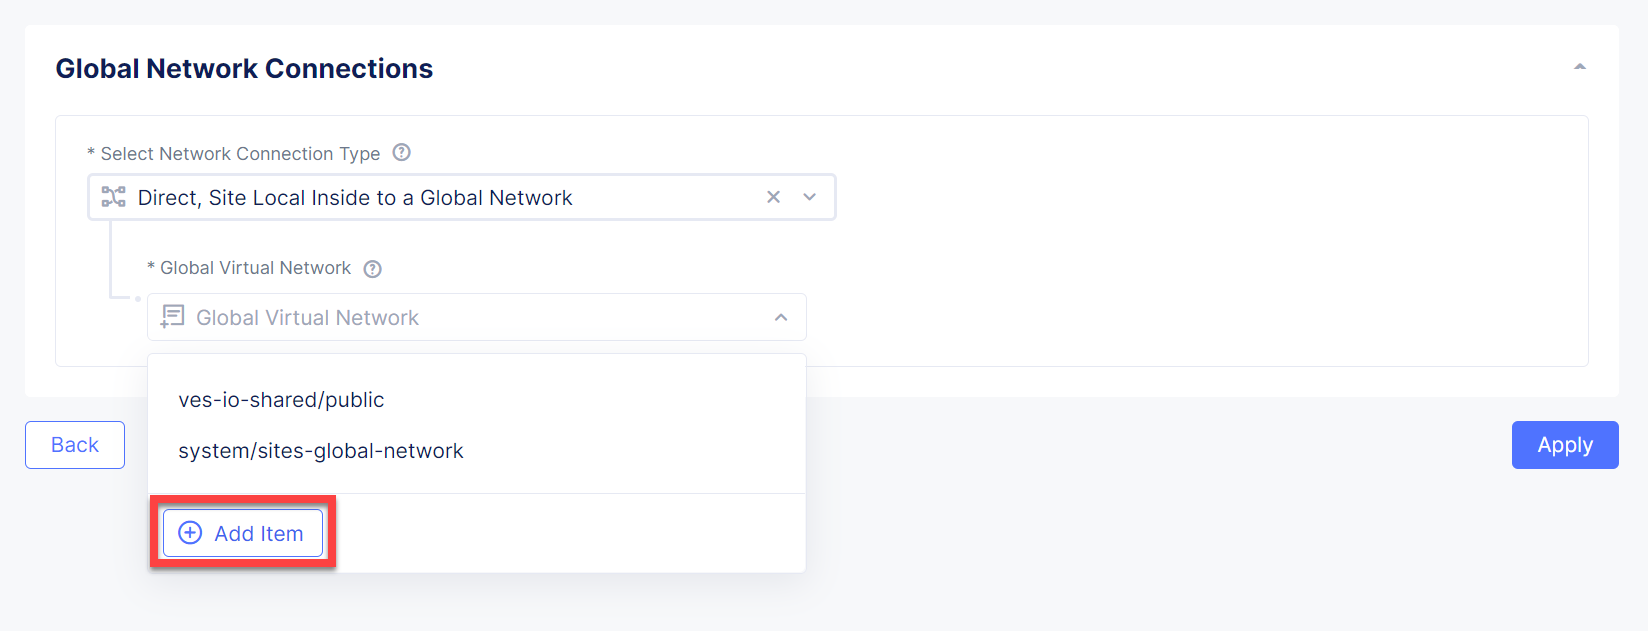 Global Network Connections
* Select Network Connection Type
Direct, Site Local Inside to a Global Network
* Global Virtual Network
Global Virtual Network
ves-io-shared/public
system/sites-global-network
Back
Apply
Add Item